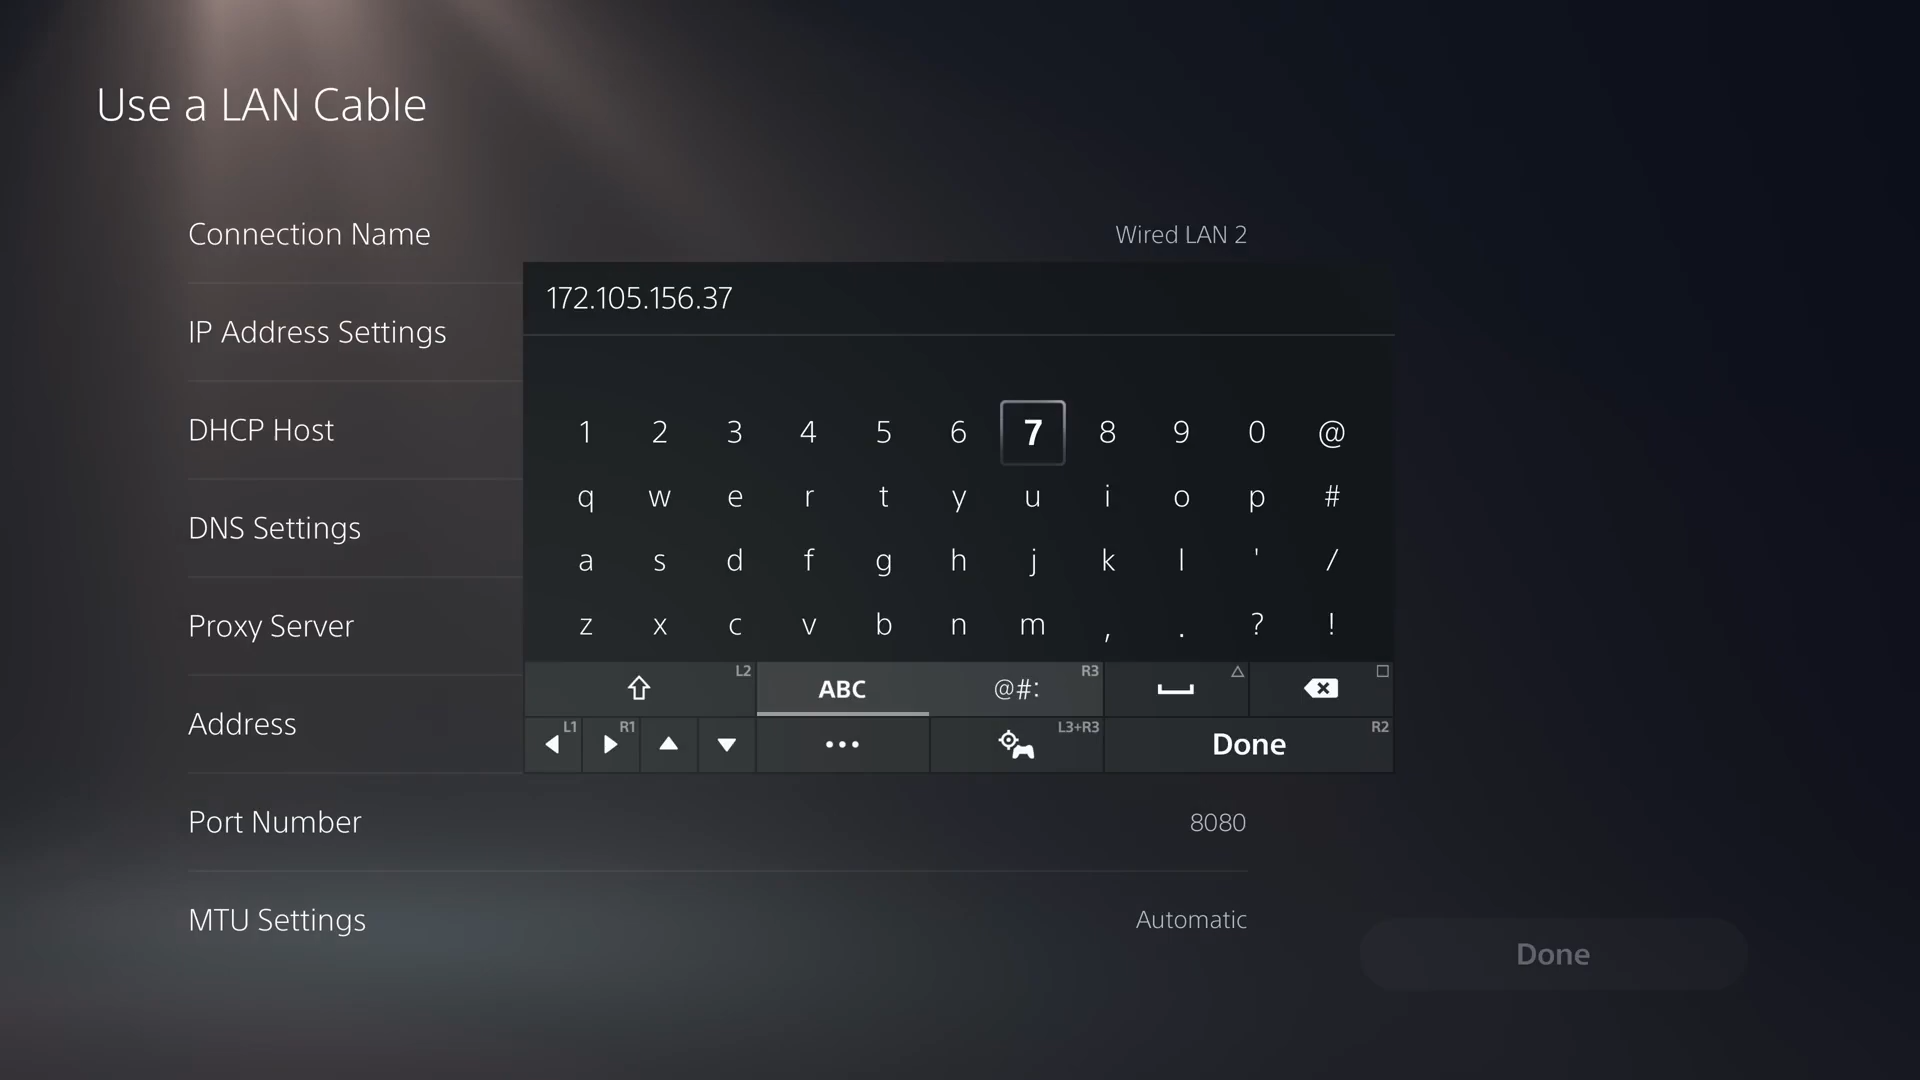 Use a LAN Cable
Connection Name Wired LAN 2
172.105.156.37
IP Address Settings
DHCP Host
1 2 3 4 5 6 7 8 9 0 @
q w e r t y u i o p #
DNS Settings
a s d f g h j k l ' /
Proxy Server
z x c v b n m , . ? !
L2 ABC @#: R3
Address
L1 R1 ... L3+R3 Done R2
Port Number 8080
MTU Settings Automatic
Done